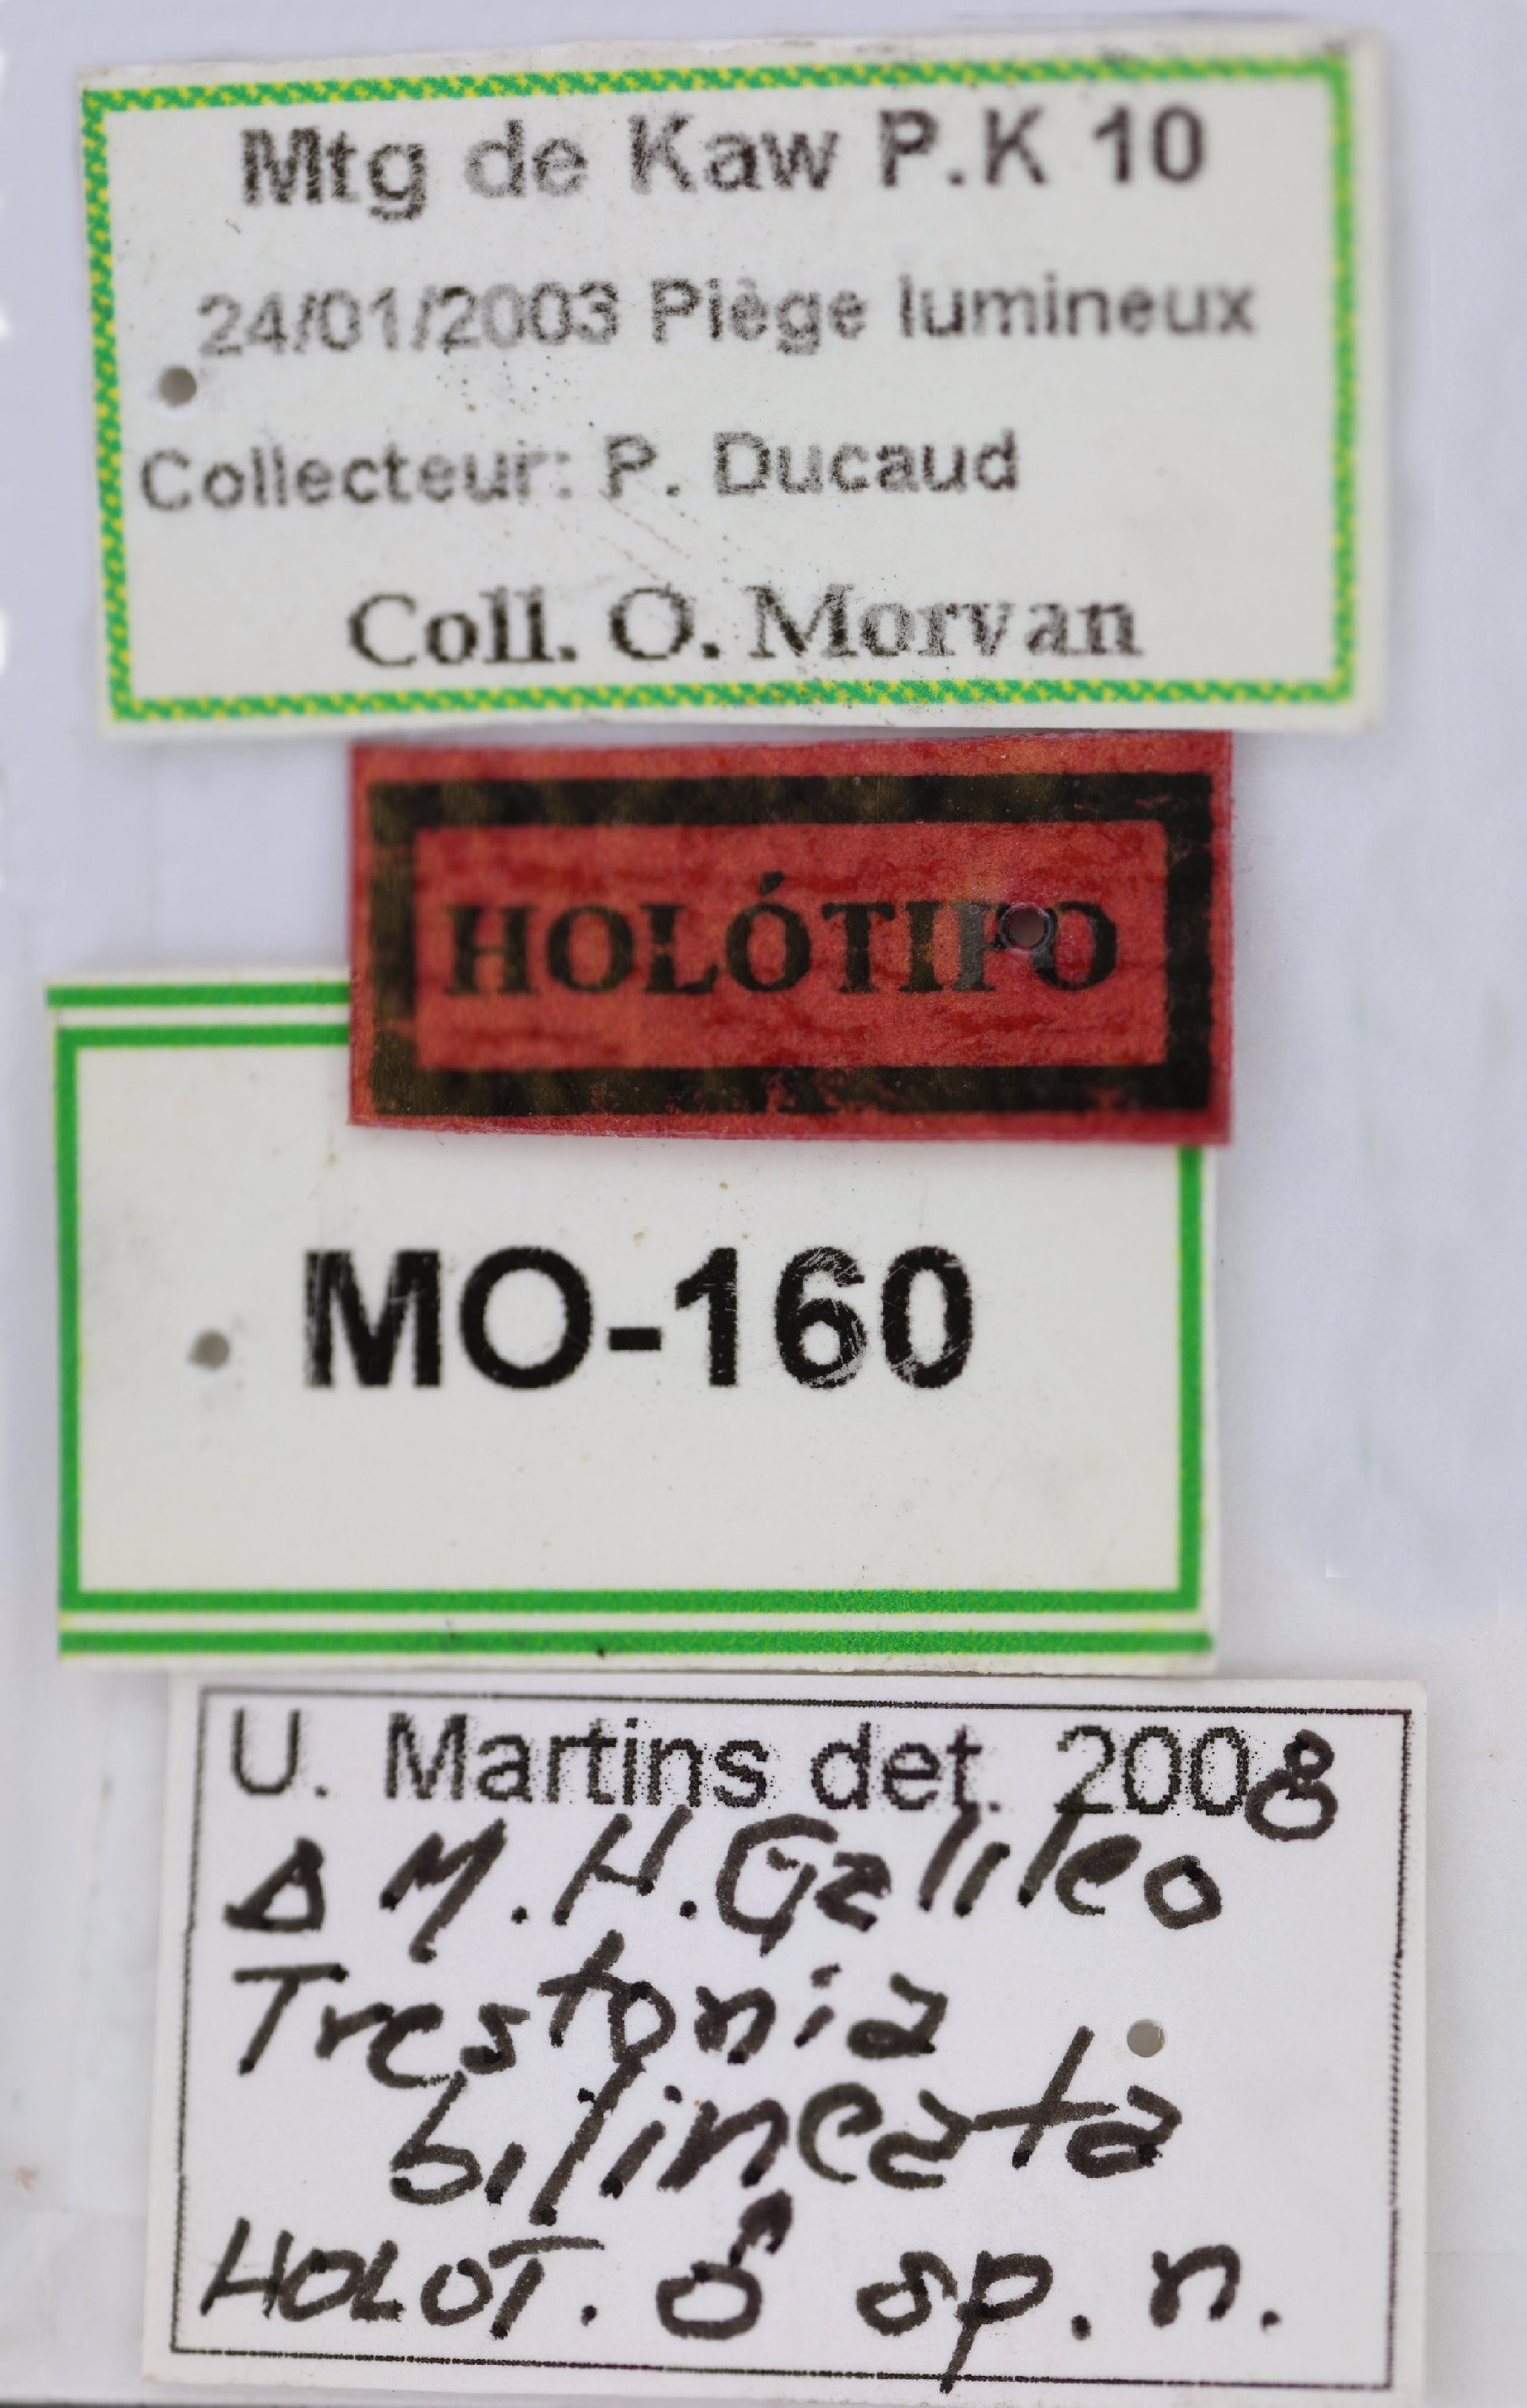 Mtg de Kaw P.K 10
24/01/2003 Piège lumineux
Collecteur: P. Ducaud
Coll. O. Morvan
HOLÓTIPO
MO-160
U. Martins det. 2008
& M.H.Galileo
Trestonia
bilineata
HOLOT. ♂ sp. n.